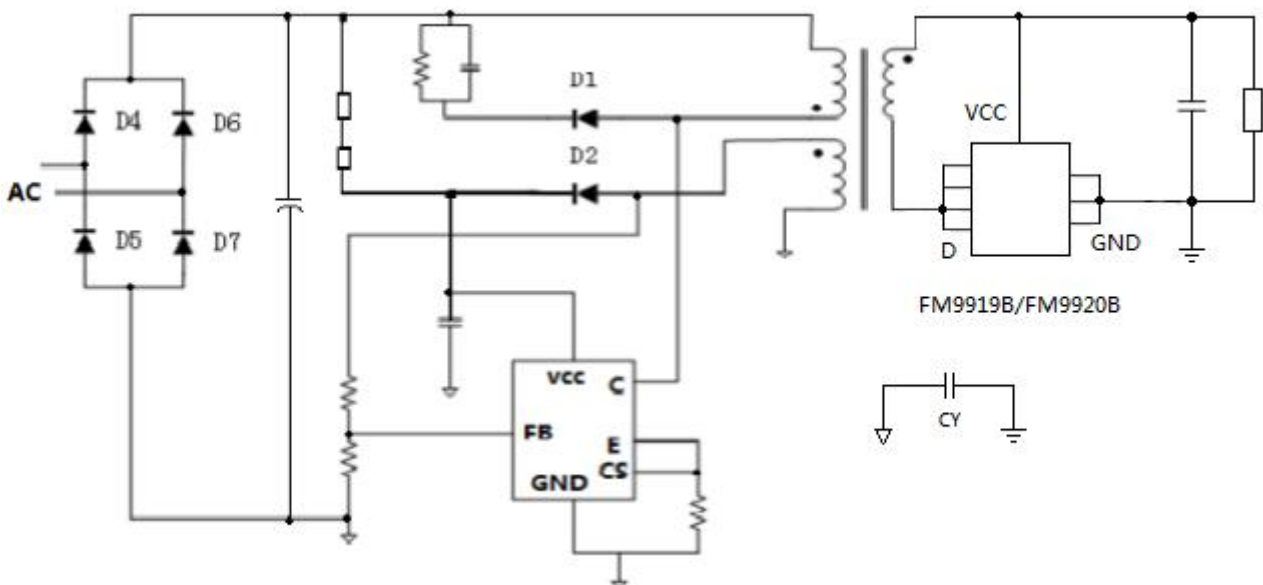 D1
D4
D6
VCC
D2
AC
D5
D7
D
GND
FM9919B/FM9920B
vcc
C
CY
FB
E
CS
GND